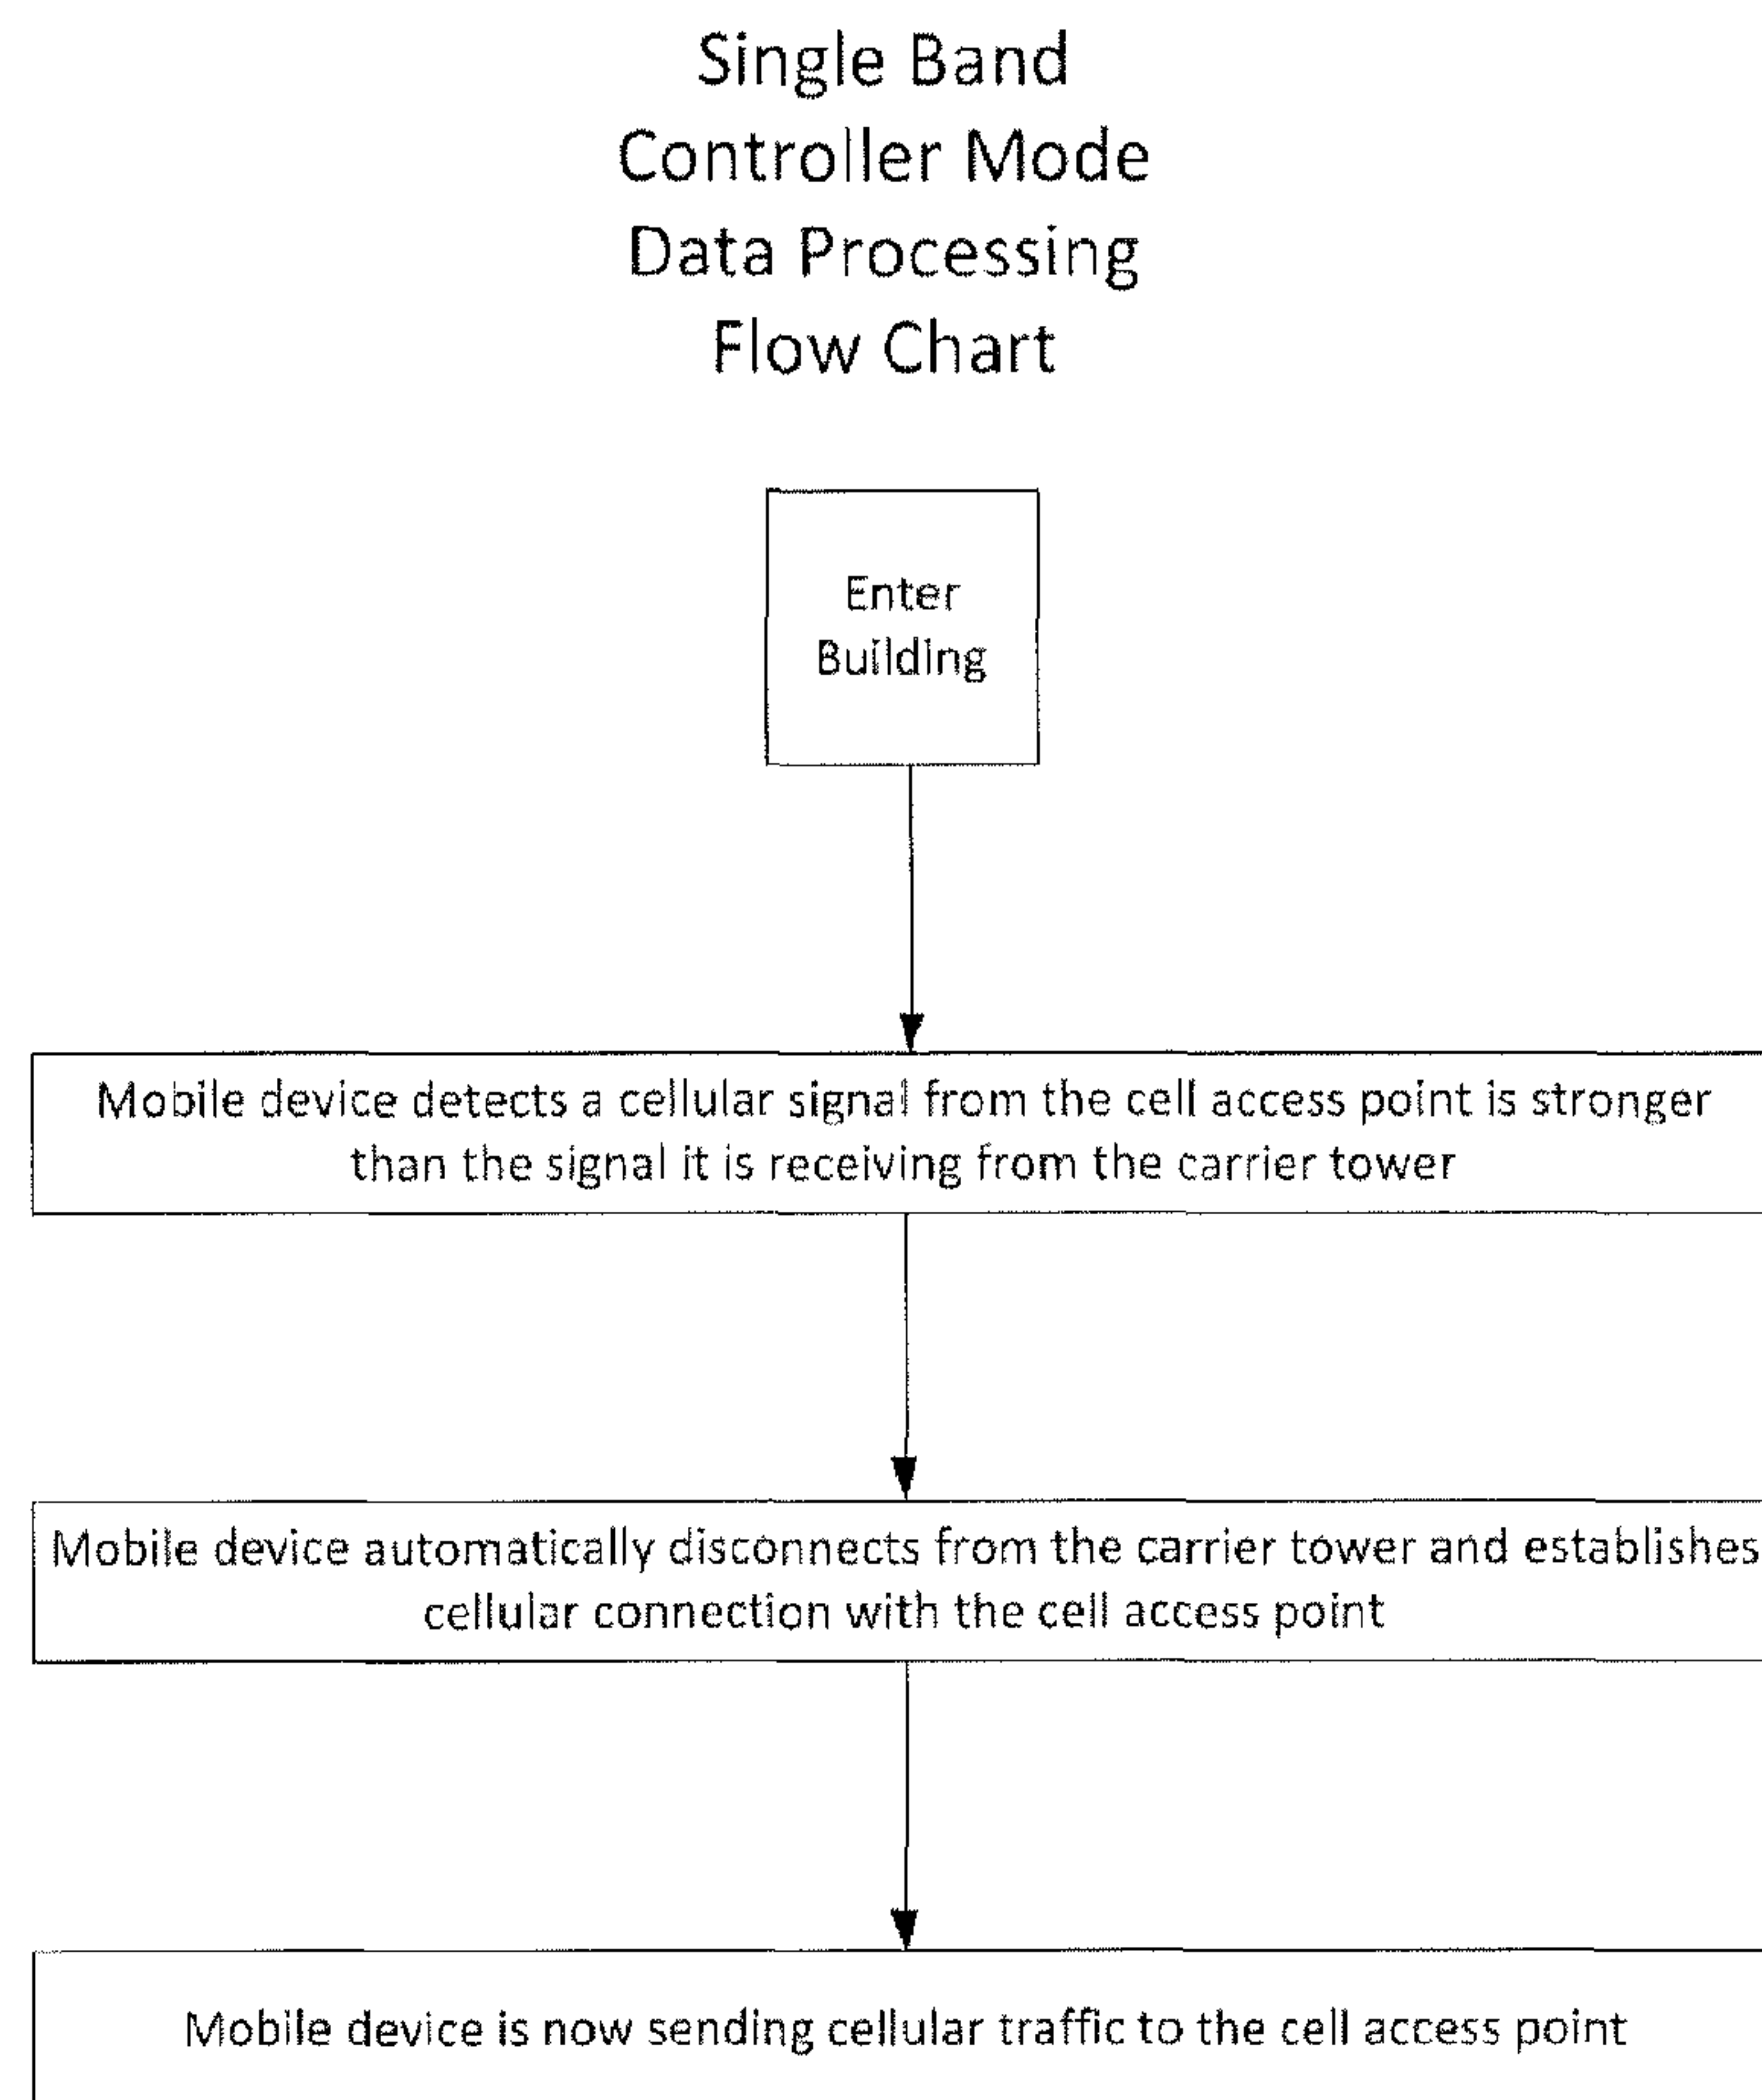 Single Band
Controller Mode
Data Processing
Flow Chart
Enter
Building
Mobile device detects a cellular signal from the cell access point is stronger
than the signal it is receiving from the carrier tower
Mobile device automatically disconnects from the carrier tower and establishes
cellular connection with the cell access point
Mobile device is now sending cellular traffic to the cell access point